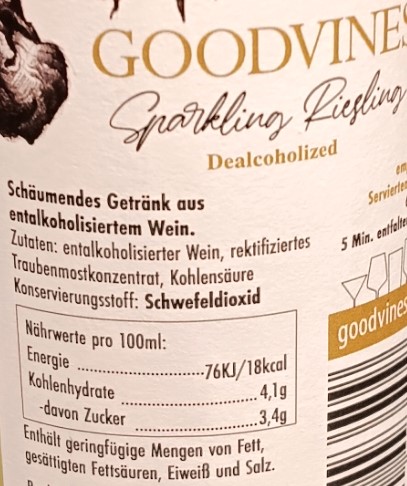 GOODVINES
Sparkling Riesling
Dealcoholized
Schäumendes Getränk aus
entalkoholisiertem Wein.
Zutaten: entalkoholisierter Wein, rektifiziertes
Traubenmostkonzentrat, Kohlensäure
Konservierungsstoff: Schwefeldioxid
Nährwerte pro 100ml:
Energie ..................76KJ/18kcal
Kohlenhydrate ........................4,1g
-davon Zucker ......................3,4g
Enthält geringfügige Mengen von Fett,
gesättigten Fettsäuren, Eiweiß und Salz.
5 Min.
goodvines